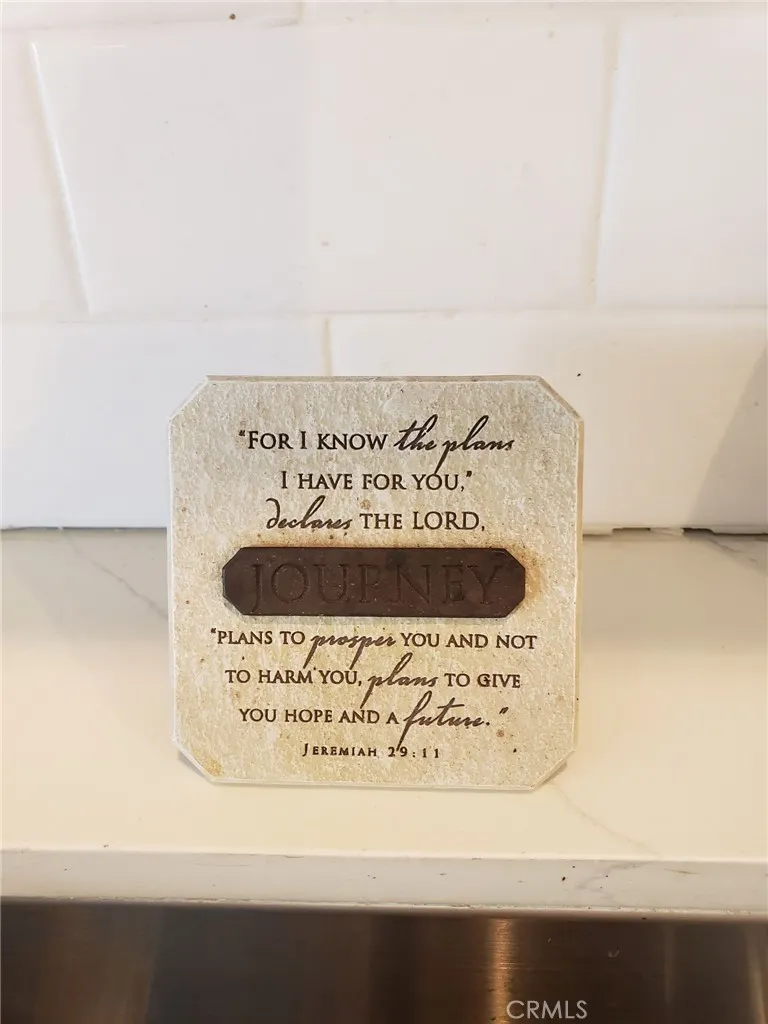 "FOR I KNOW the plans
I HAVE FOR YOU,"
declares THE LORD,
JOURNEY
"PLANS TO prosper YOU AND NOT
TO HARM YOU, plans TO GIVE
YOU HOPE AND A future."
JEREMIAH 29:11
CRMLS